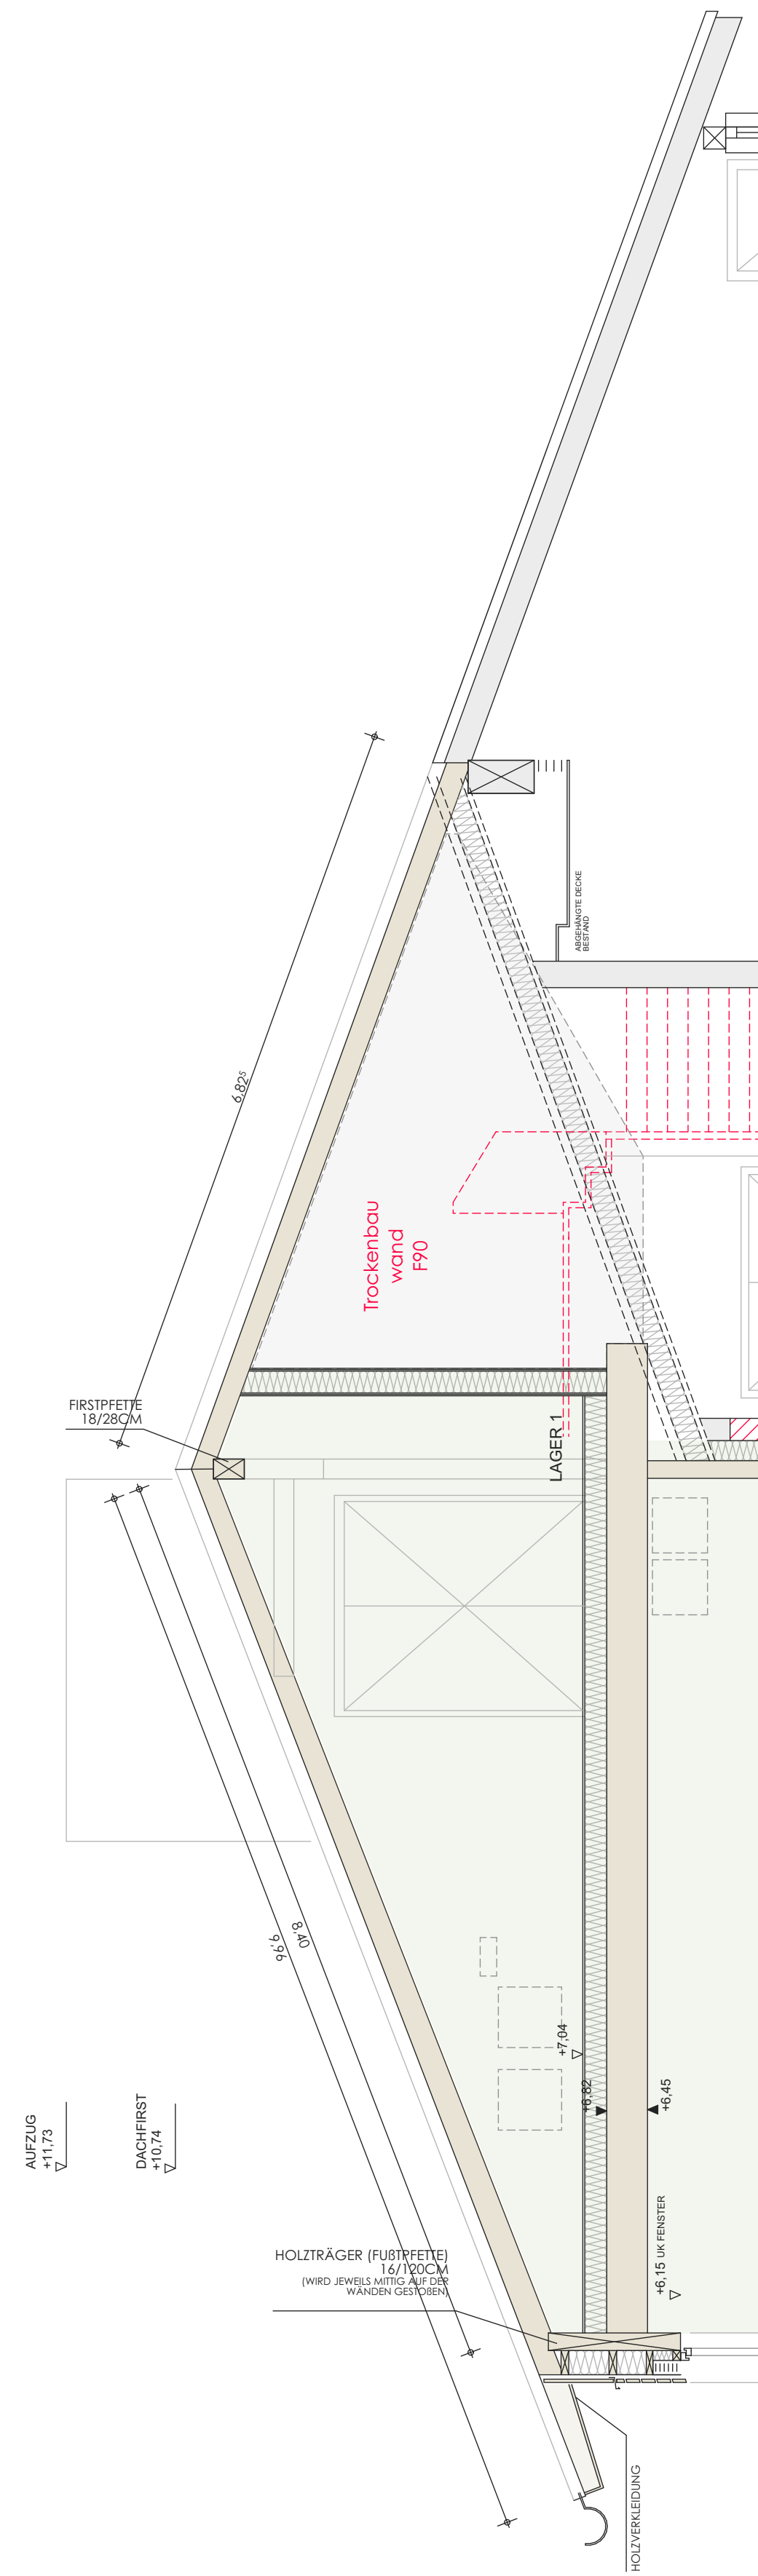 6,82⁵
ABGEHÄNGTE DECKE
BESTAND
Trockenbau
wand
F90
FIRSTPFETTE
18/28CM
LAGER 1
8,40
9,96
+7,04
+6,82
+6,45
AUFZUG
+11,73
DACHFIRST
+10,74
+6,15 UK FENSTER
HOLZTRÄGER (FUßTPFETTE)
16/120CM
(WIRD JEWEILS MITTIG AUF DER
WÄNDEN GESTOßEN)
HOLZVERKLEIDUNG